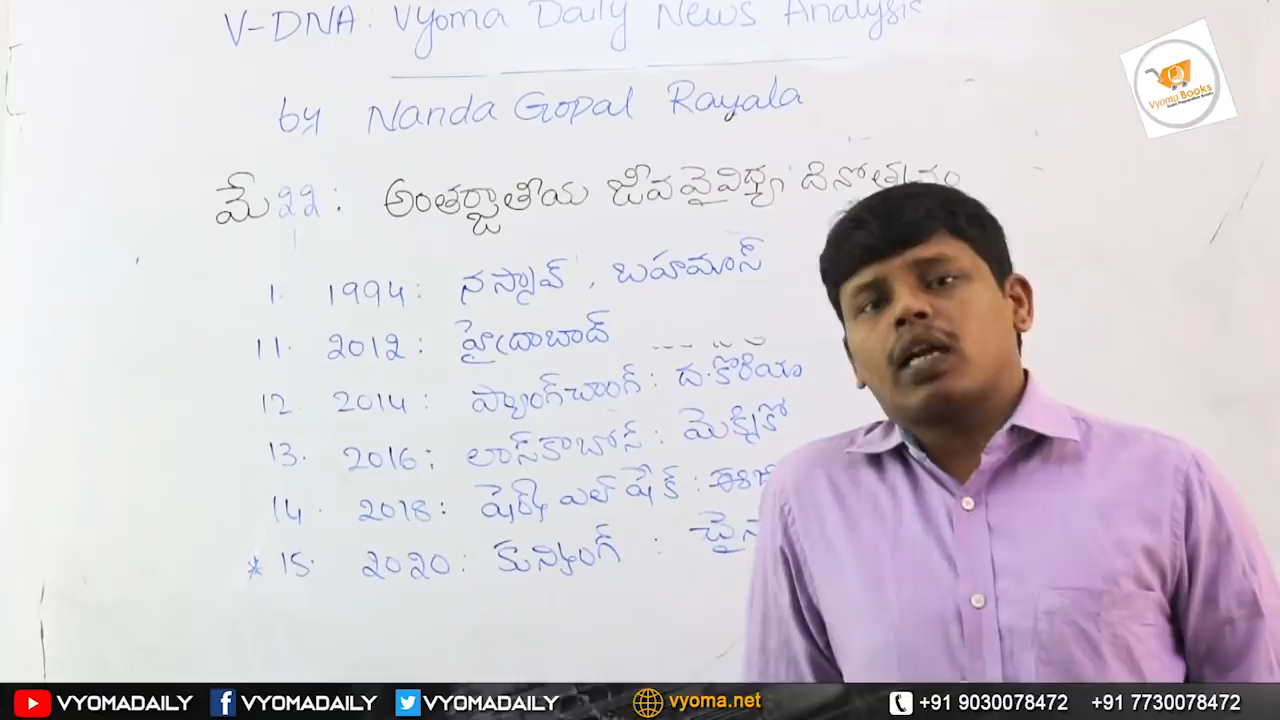 V-DNA: Vyoma Daily News Analysis
by Nanda Gopal Rayala
Vyoma Books
మే 22 : అంతర్జాతీయ జీవవైవిధ్య దినోత్సవం
1. 1994: నస్సావ్, బహమాస్
11. 2012: హైదరాబాద్
12. 2014: ప్యాంగ్‌చాంగ్: ద.కొరియా
13. 2016: లాస్‌కాబోస్: మెక్సికో
14. 2018: షెర్మ్ ఎల్ షేక్:
* 15. 2020: కున్మింగ్ :
VYOMADAILY VYOMADAILY VYOMADAILY vyoma.net +91 9030078472 +91 7730078472